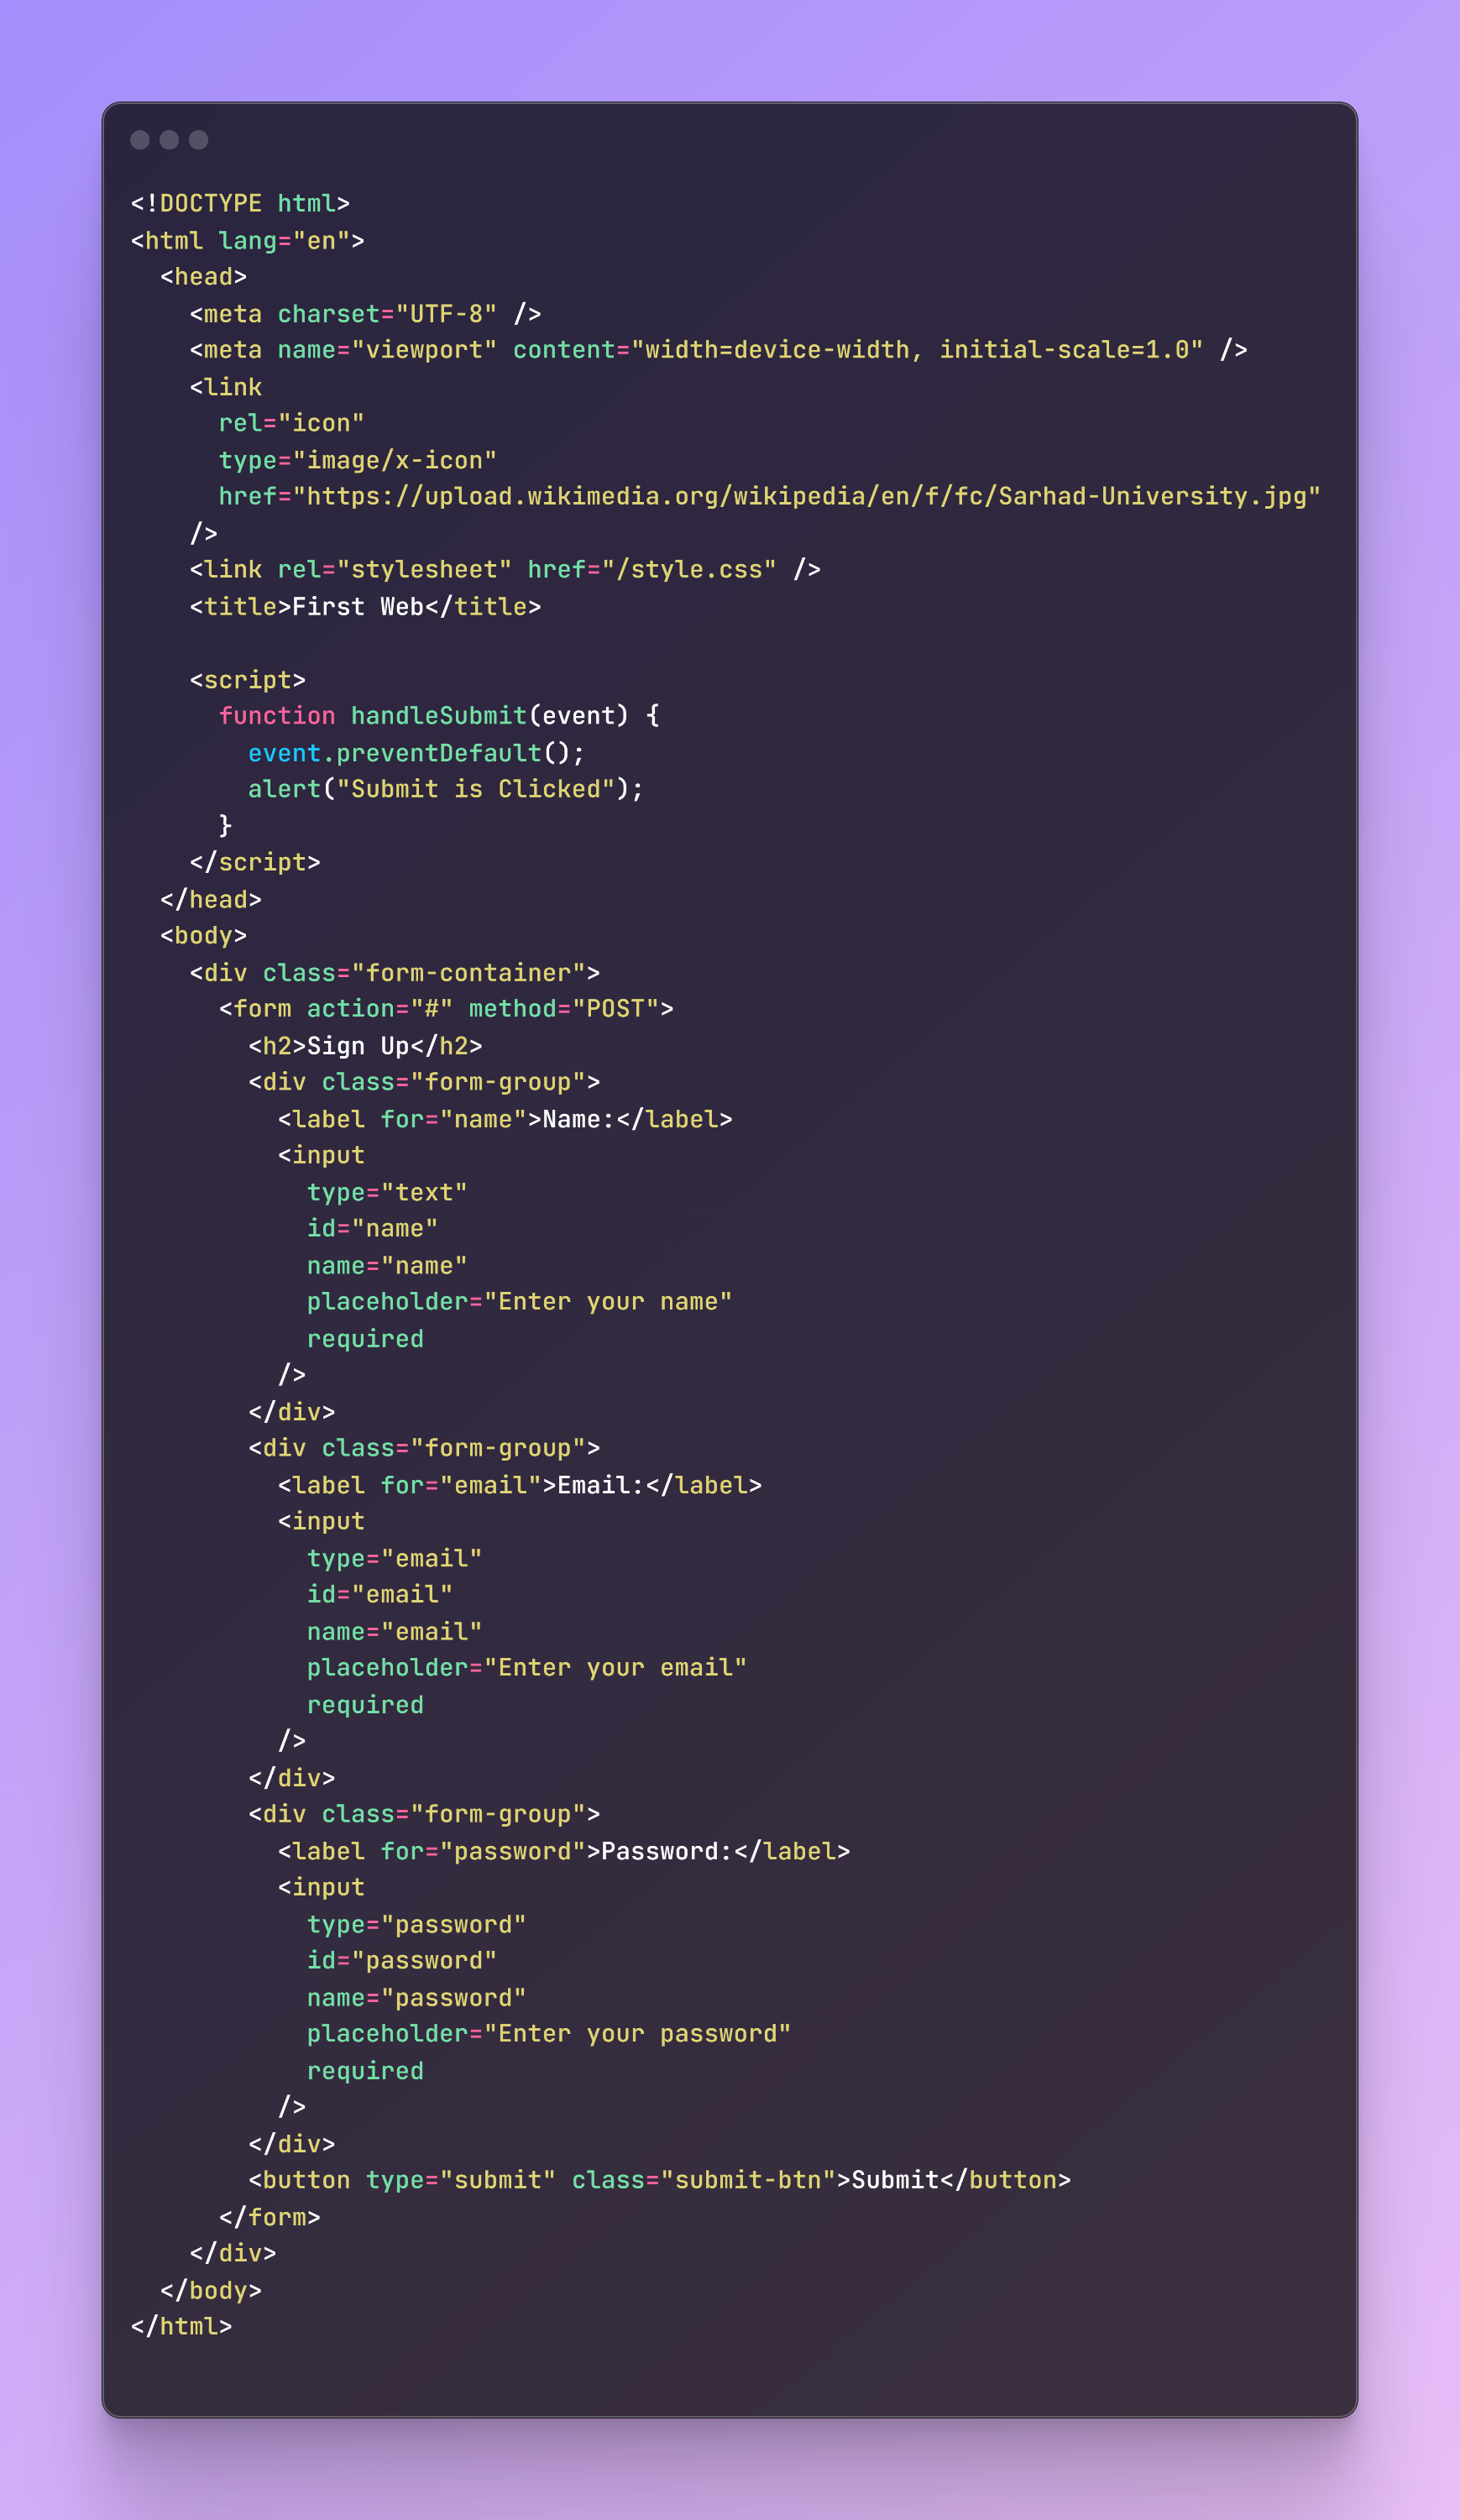 <!DOCTYPE html>
<html lang="en">
  <head>
    <meta charset="UTF-8" />
    <meta name="viewport" content="width=device-width, initial-scale=1.0" />
    <link
      rel="icon"
      type="image/x-icon"
      href="https://upload.wikimedia.org/wikipedia/en/f/fc/Sarhad-University.jpg"
    />
    <link rel="stylesheet" href="/style.css" />
    <title>First Web</title>

    <script>
      function handleSubmit(event) {
        event.preventDefault();
        alert("Submit is Clicked");
      }
    </script>
  </head>
  <body>
    <div class="form-container">
      <form action="#" method="POST">
        <h2>Sign Up</h2>
        <div class="form-group">
          <label for="name">Name:</label>
          <input
            type="text"
            id="name"
            name="name"
            placeholder="Enter your name"
            required
          />
        </div>
        <div class="form-group">
          <label for="email">Email:</label>
          <input
            type="email"
            id="email"
            name="email"
            placeholder="Enter your email"
            required
          />
        </div>
        <div class="form-group">
          <label for="password">Password:</label>
          <input
            type="password"
            id="password"
            name="password"
            placeholder="Enter your password"
            required
          />
        </div>
        <button type="submit" class="submit-btn">Submit</button>
      </form>
    </div>
  </body>
</html>